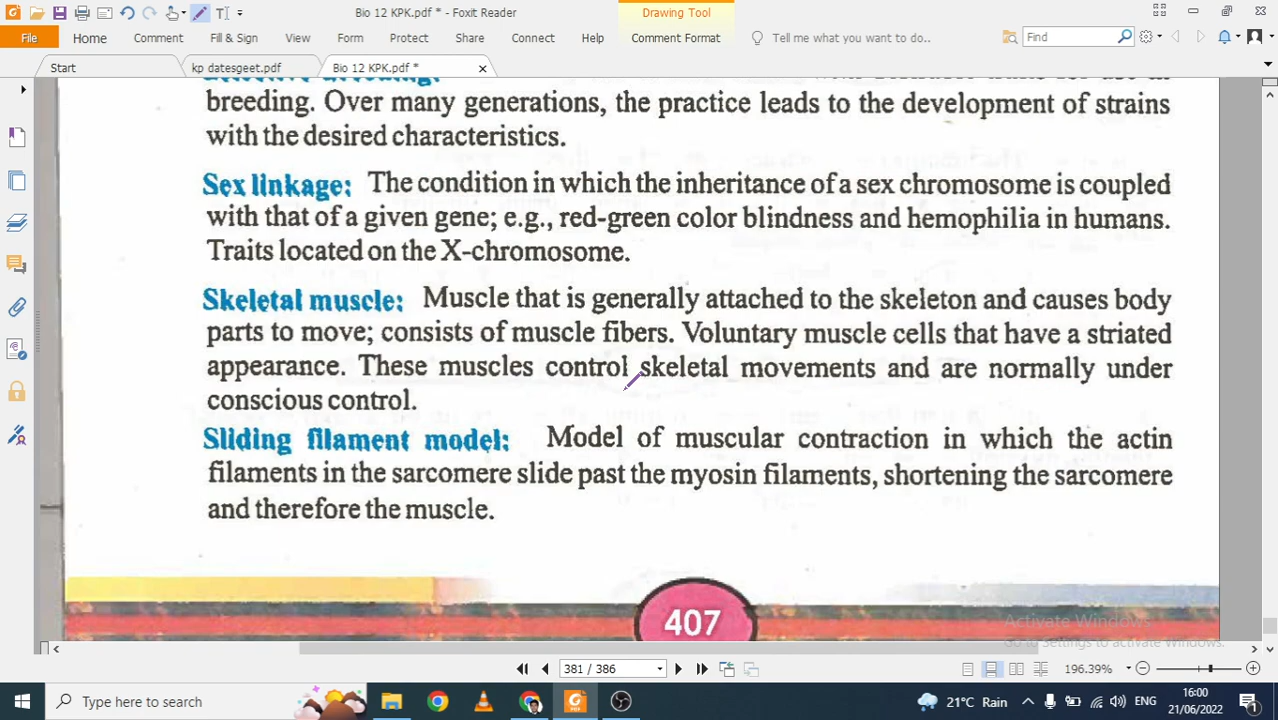 Bio 12 KPK.pdf * - Foxit Reader
Drawing Tool
File Home Comment Fill & Sign View Form Protect Share Connect Help Comment Format Tell me what you want to do.. Find
Start kp datesgeet.pdf Bio 12 KPK.pdf *
breeding. Over many generations, the practice leads to the development of strains
with the desired characteristics.
Sex linkage: The condition in which the inheritance of a sex chromosome is coupled
with that of a given gene; e.g., red-green color blindness and hemophilia in humans.
Traits located on the X-chromosome.
Skeletal muscle: Muscle that is generally attached to the skeleton and causes body
parts to move; consists of muscle fibers. Voluntary muscle cells that have a striated
appearance. These muscles control skeletal movements and are normally under
conscious control.
Sliding filament model: Model of muscular contraction in which the actin
filaments in the sarcomere slide past the myosin filaments, shortening the sarcomere
and therefore the muscle.
407
Activate Windows
Go to Settings to activate Windows.
381 / 386
196.39%
Type here to search
21°C Rain
ENG
16:00
21/06/2022